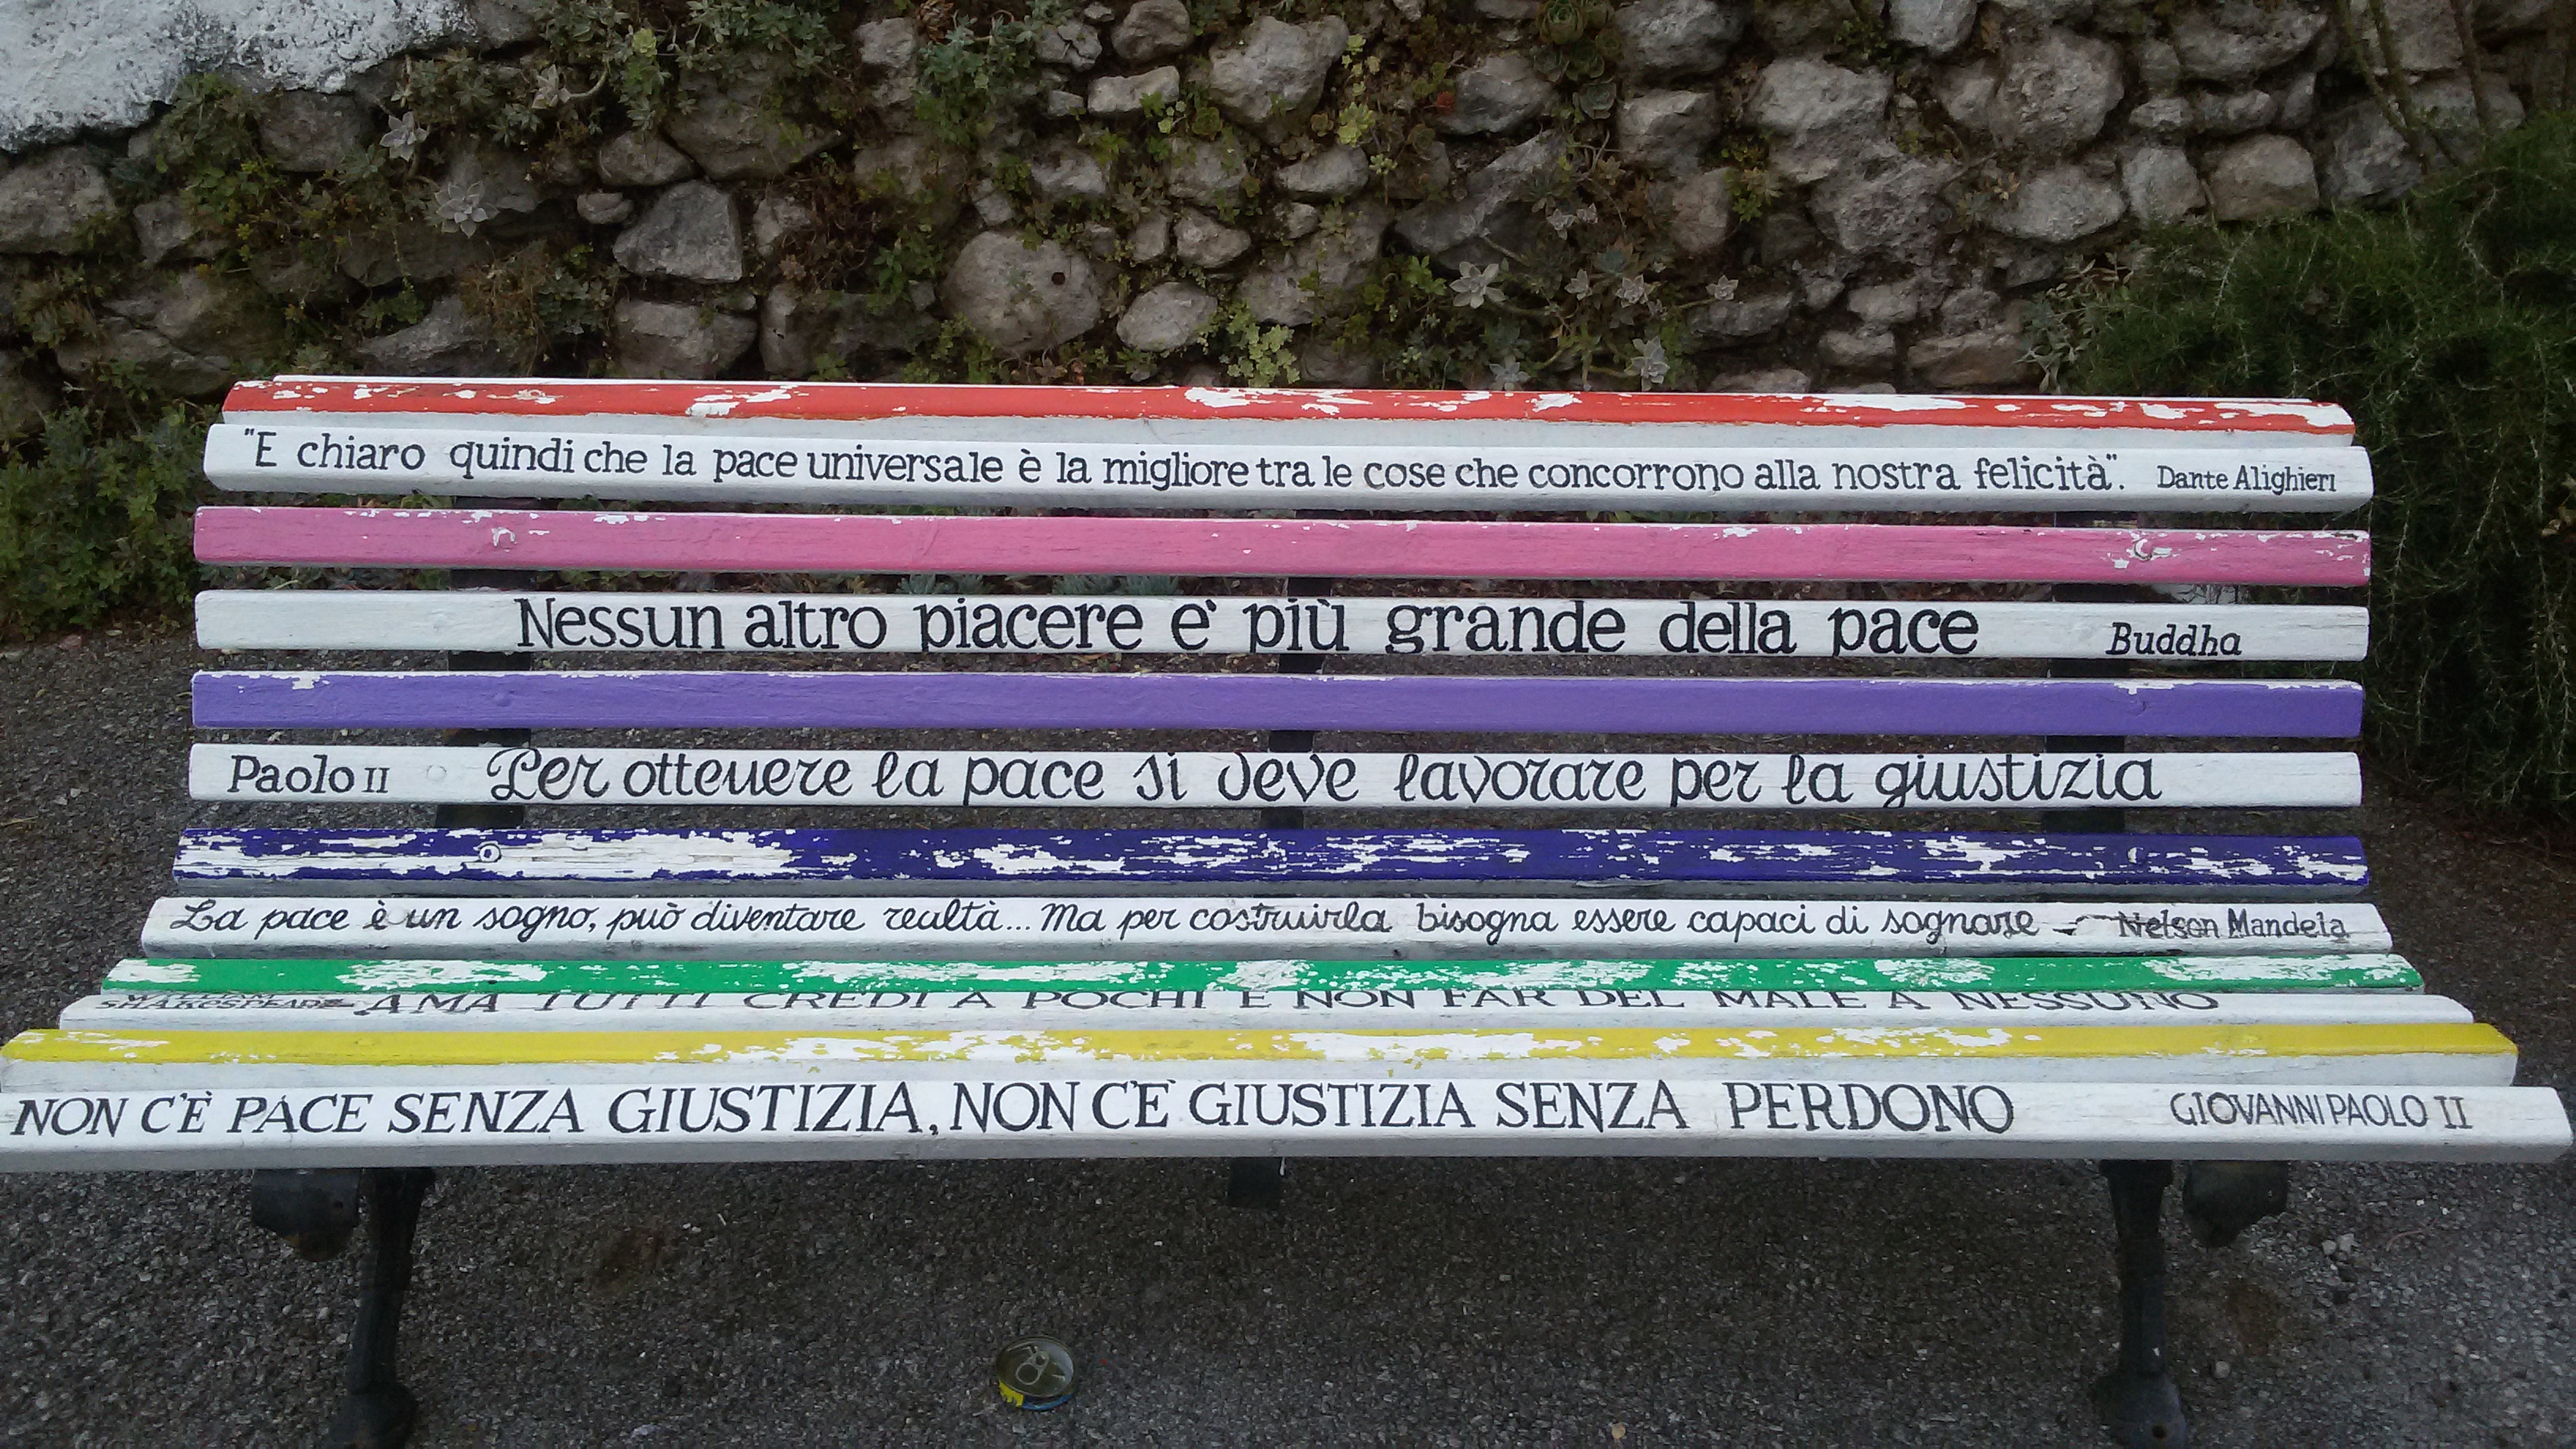 "E chiaro quindi che la pace universale è la migliore tra le cose che concorrono alla nostra felicità". Dante Alighieri
Nessun altro piacere e' più grande della pace Buddha
Paolo II Per ottenere la pace si deve lavorare per la giustizia
La pace è un sogno, può diventare realtà... Ma per costruirla bisogna essere capaci di sognare - Nelson Mandela
SHAKESPEARE AMA TUTTI CREDI A POCHI E NON FAR DEL MALE A NESSUNO
NON C'È PACE SENZA GIUSTIZIA, NON C'E' GIUSTIZIA SENZA PERDONO GIOVANNI PAOLO II